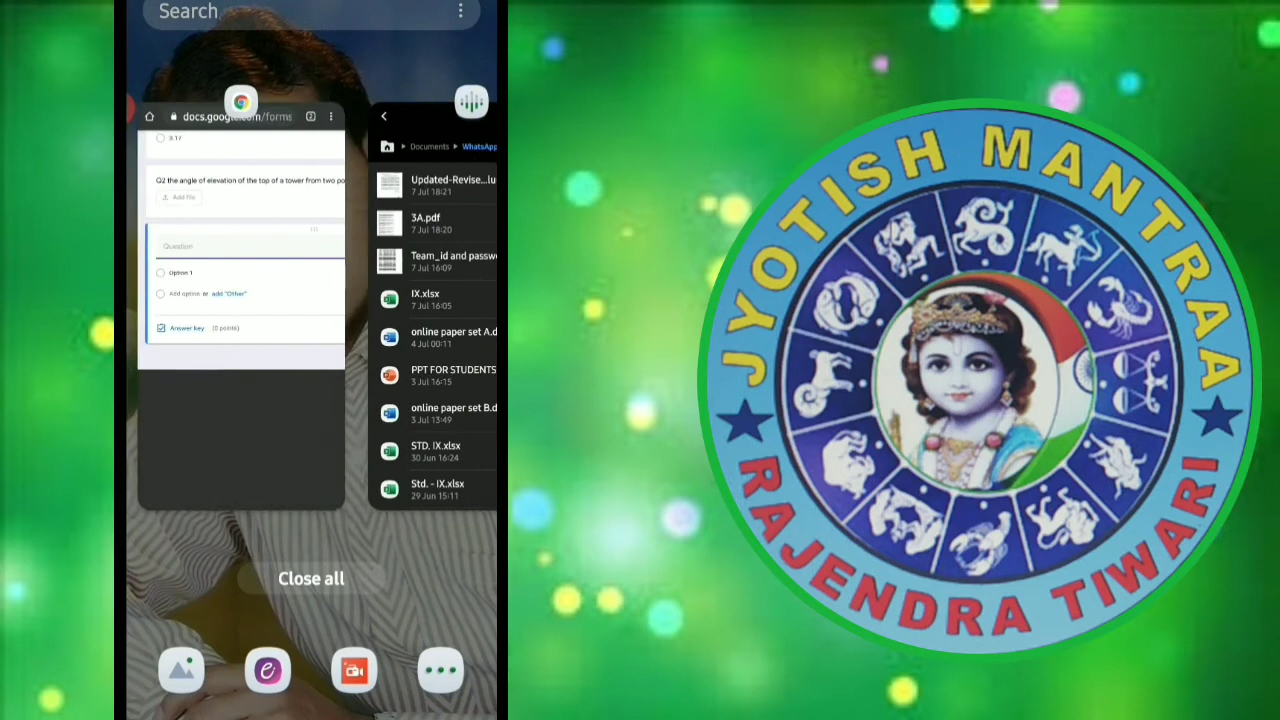 Search
docs.google.com/forms
2
3.17
Q2 the angle of elevation of the top of a tower from two po
Add file
Question
Option 1
Add option or add "Other"
Answer key (0 points)
Documents
WhatsApp
Updated-Revise...lu
7 Jul 18:21
3A.pdf
7 Jul 18:20
Team_id and passw
7 Jul 16:09
IX.xlsx
7 Jul 16:05
online paper set A.d
4 Jul 00:11
PPT FOR STUDENTS
3 Jul 16:15
online paper set B.d
3 Jul 13:49
STD. IX.xlsx
30 Jun 16:24
Std. - IX.xlsx
29 Jun 15:11
Close all
JYOTISH MANTRAA
RAJENDRA TIWARI